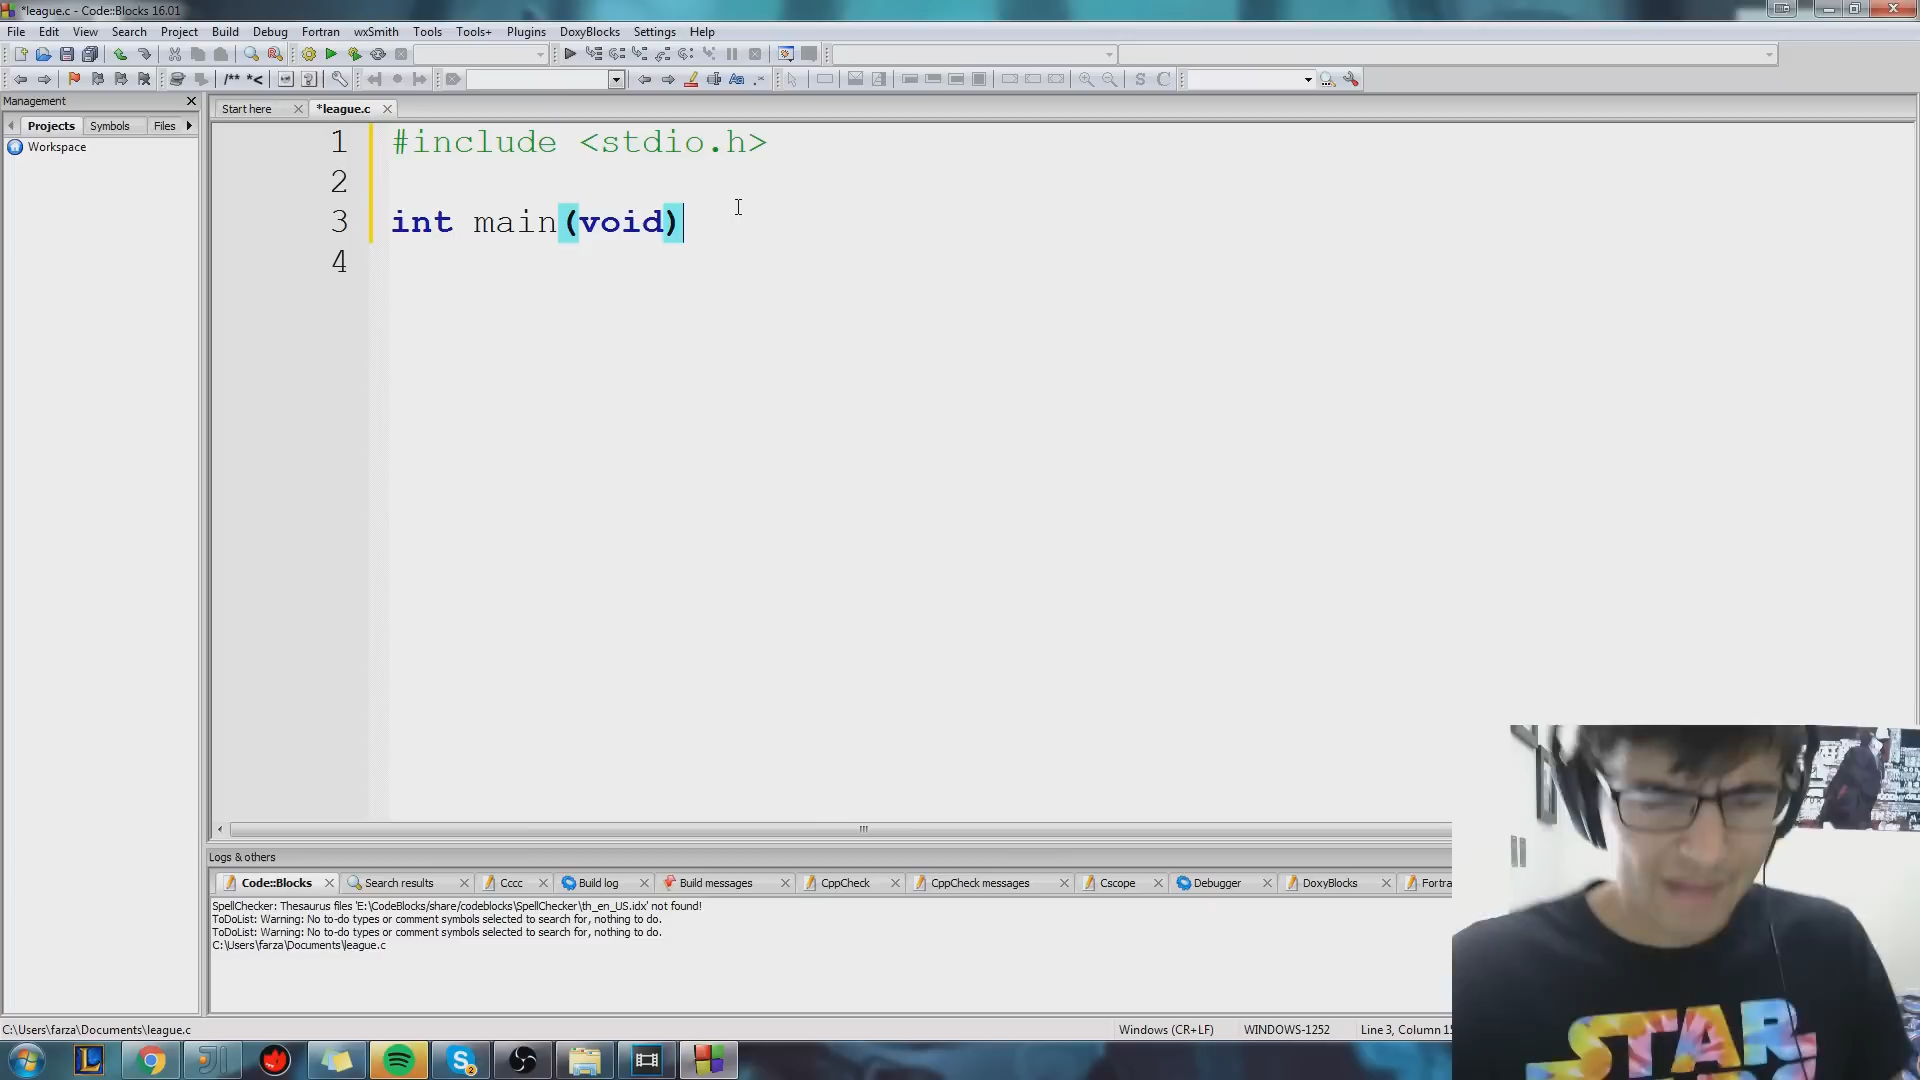 *league.c - Code::Blocks 16.01
File Edit View Search Project Build Debug Fortran wxSmith Tools Tools+ Plugins DoxyBlocks Settings Help
/** *<
Management
Projects Symbols Files
Workspace
Start here *league.c
1 #include <stdio.h>
2
3 int main(void)
4
Logs & others
Code::Blocks Search results Cccc Build log Build messages CppCheck CppCheck messages Cscope Debugger DoxyBlocks Fortra
SpellChecker: Thesaurus files 'E:\CodeBlocks/share/codeblocks\SpellChecker\th_en_US.idx' not found!
ToDoList: Warning: No to-do types or comment symbols selected to search for, nothing to do.
ToDoList: Warning: No to-do types or comment symbols selected to search for, nothing to do.
C:\Users\farza\Documents\league.c
C:\Users\farza\Documents\league.c Windows (CR+LF) WINDOWS-1252 Line 3, Column 15
STAR